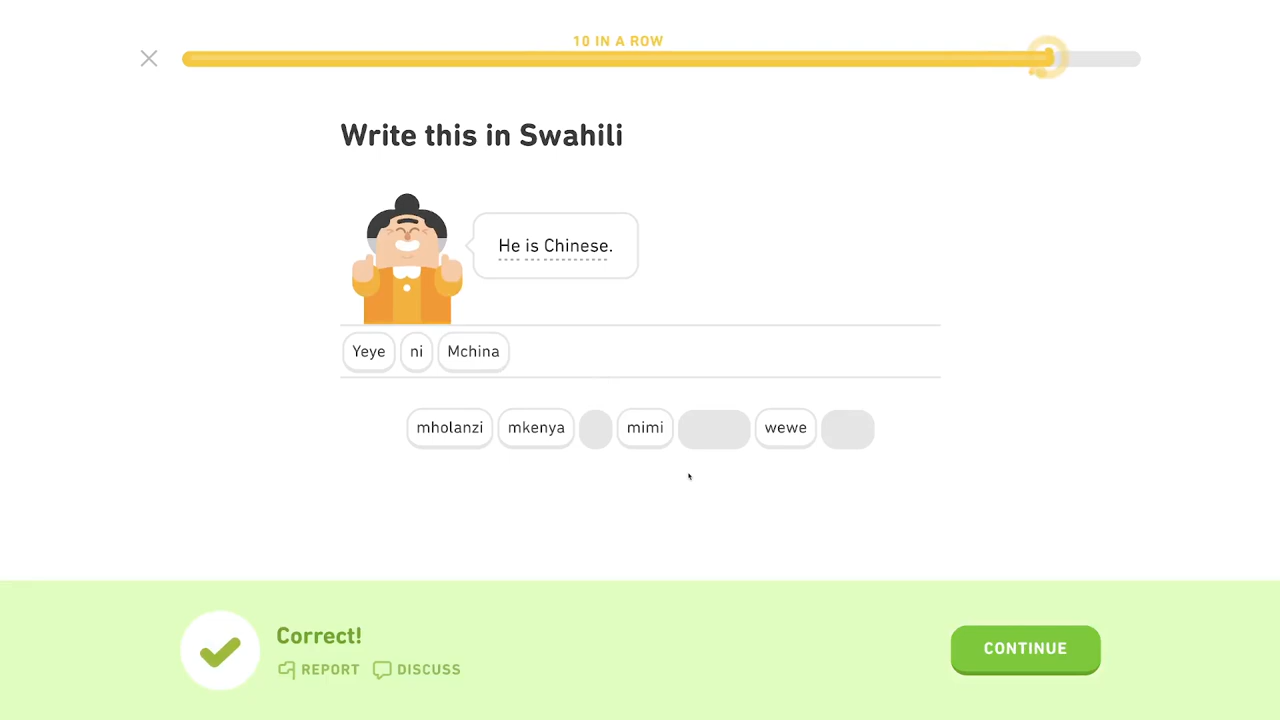 10 IN A ROW
Write this in Swahili
He is Chinese.
Yeye ni Mchina
mholanzi mkenya mimi wewe
Correct!
REPORT DISCUSS
CONTINUE